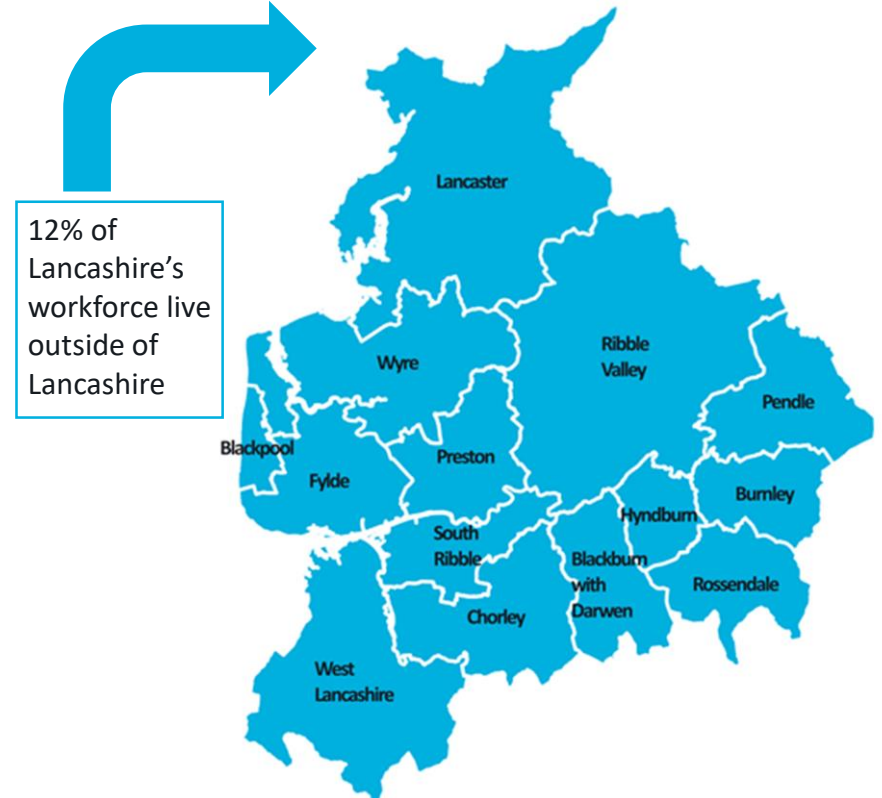 12% of
Lancashire’s
workforce live
outside of
Lancashire
Lancaster
Wyre
Ribble
Valley
Pendle
Blackpool
Fylde
Preston
Burnley
Hyndburn
South
Ribble
Blackburn
with
Darwen
Rossendale
Chorley
West
Lancashire